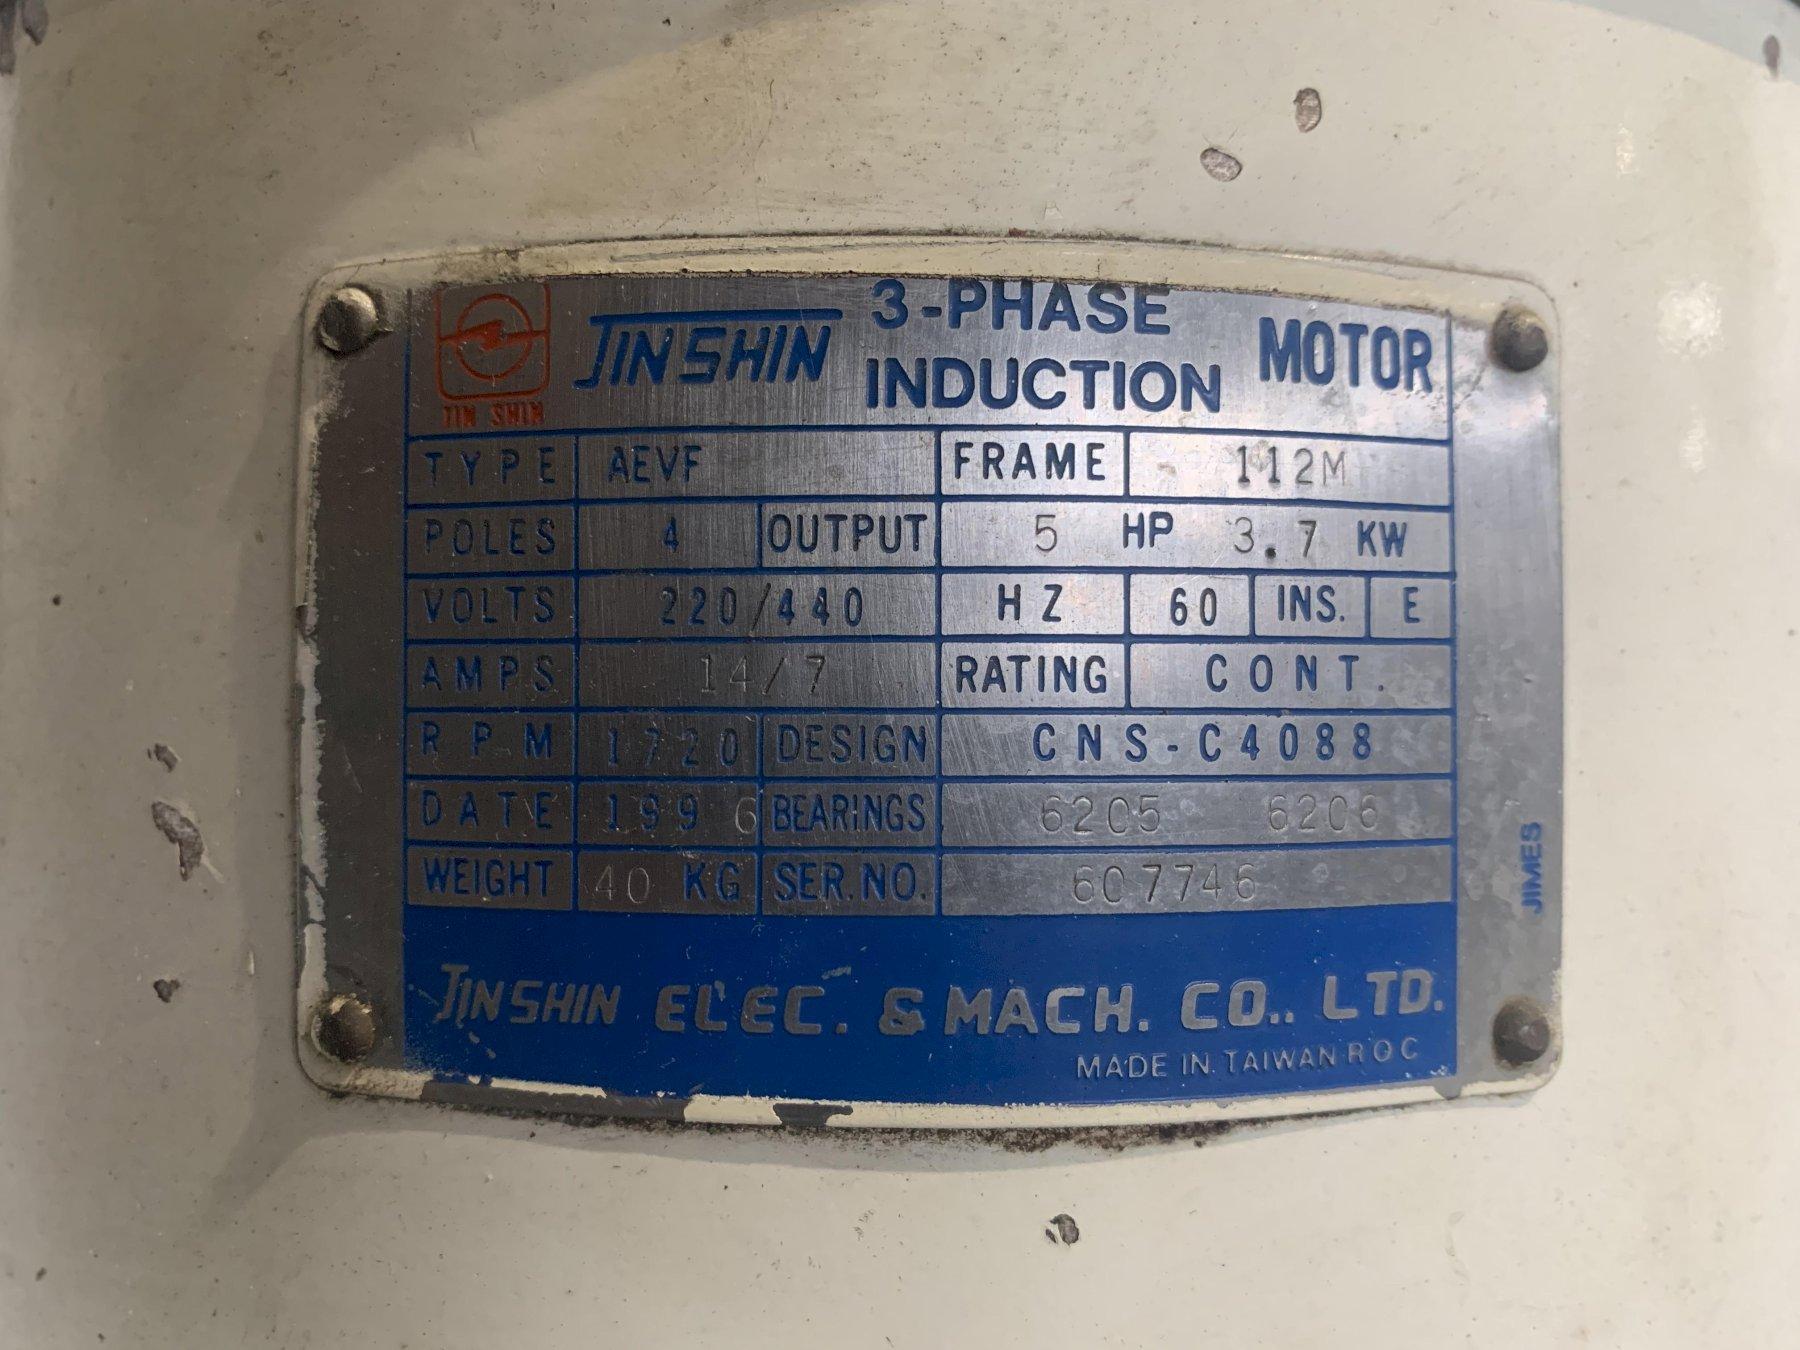 JINSHIN 3-PHASE INDUCTION MOTOR
JIN SHIN
TYPE AEVF FRAME 112M
POLES 4 OUTPUT 5 HP 3.7 KW
VOLTS 220/440 HZ 60 INS. E
AMPS 14/7 RATING CONT.
RPM 1720 DESIGN CNS-C4088
DATE 1996 BEARINGS 6205 6206
WEIGHT 40 KG SER.NO. 607746
JIMES
JINSHIN ELEC. & MACH. CO., LTD.
MADE IN TAIWAN R O C